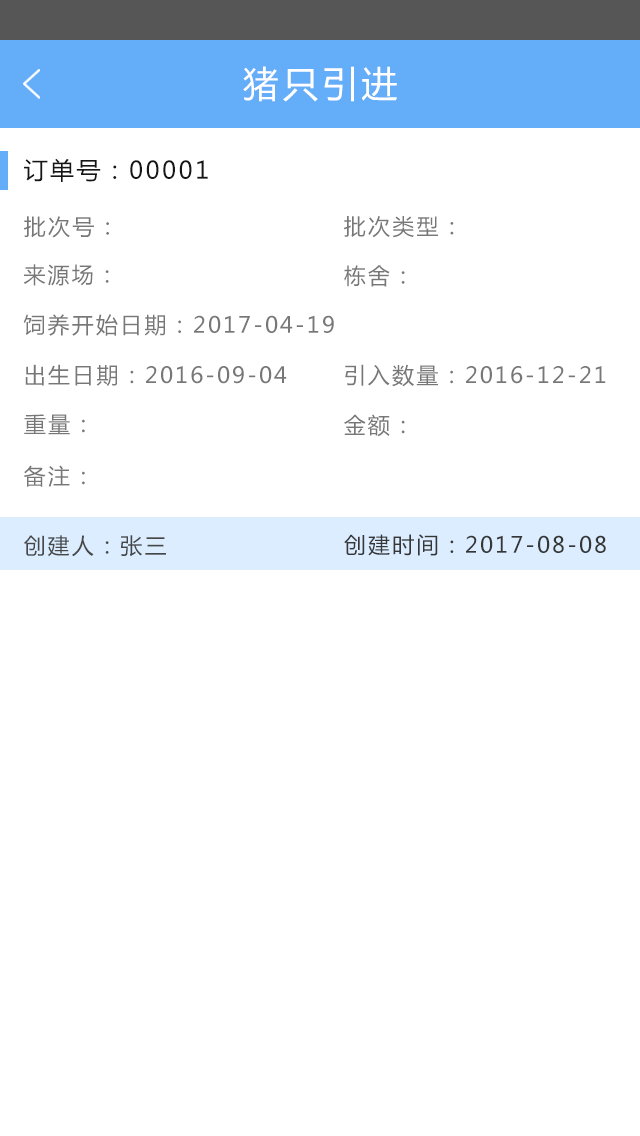 猪只引进
订单号：00001
批次号： 批次类型：
来源场： 栋舍：
饲养开始日期：2017-04-19
出生日期：2016-09-04 引入数量：2016-12-21
重量： 金额：
备注：
创建人：张三 创建时间：2017-08-08